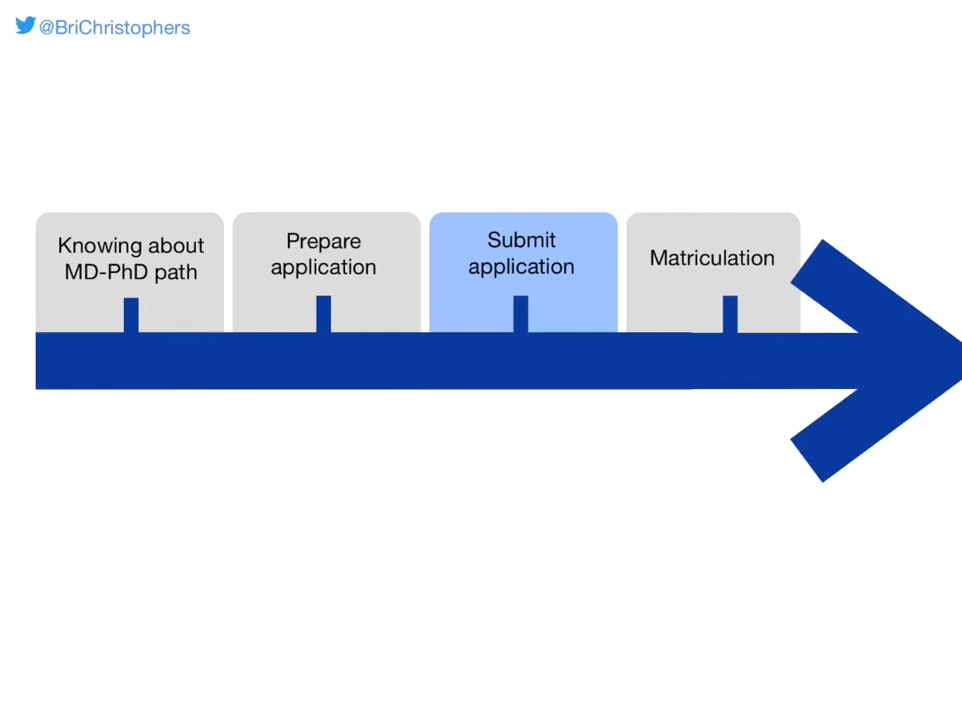 @BriChristophers
Knowing about
MD-PhD path
Prepare
application
Submit
application
Matriculation